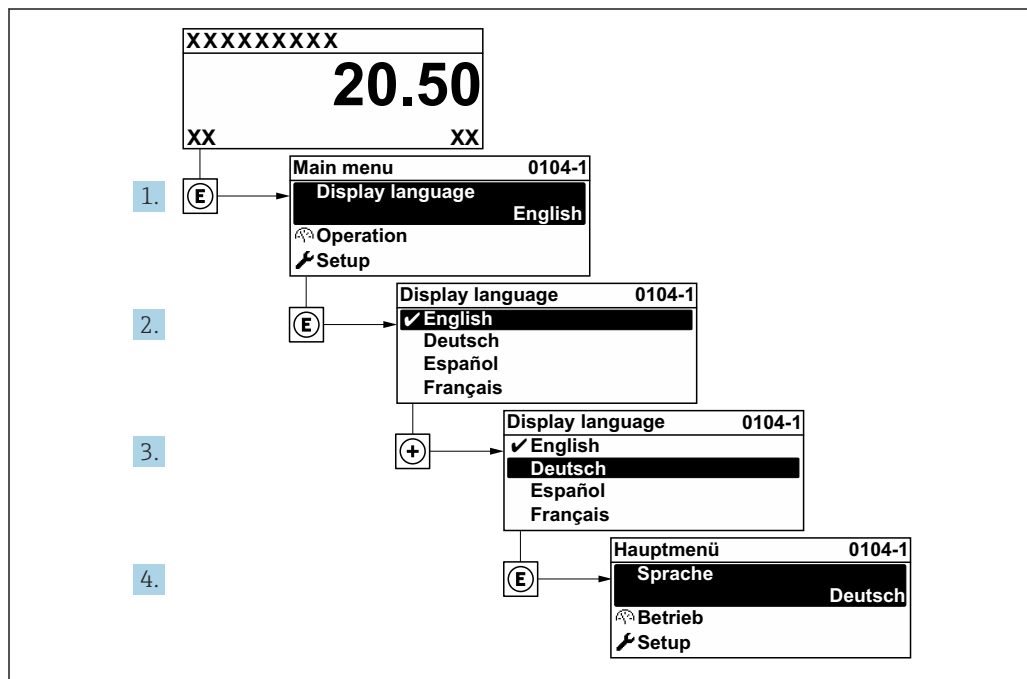 XXXXXXXXX
20.50
XX XX
1.
E
Main menu 0104-1
Display language
English
Operation
Setup
2.
E
Display language 0104-1
✔English
Deutsch
Español
Français
3.
+
Display language 0104-1
✔English
Deutsch
Español
Français
4.
E
Hauptmenü 0104-1
Sprache
Deutsch
Betrieb
Setup